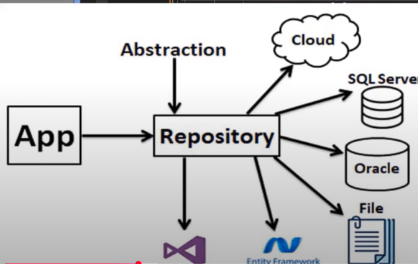 Cloud
Abstraction
SQL Server
App
Repository
Oracle
File
Entity Framework